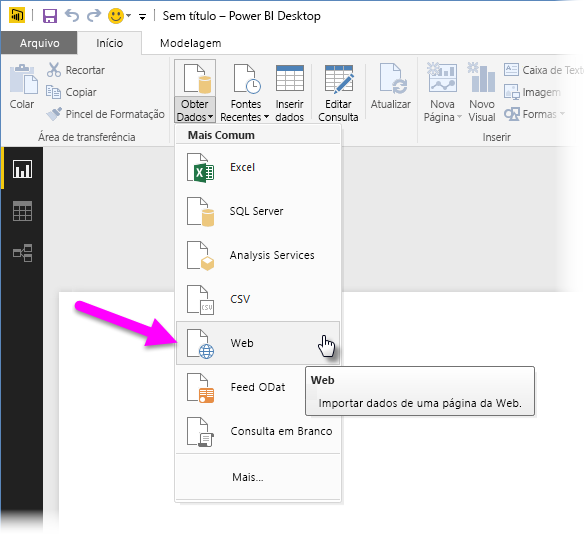 Sem título – Power BI Desktop
Arquivo
Início
Modelagem
Colar
Recortar
Copiar
Pincel de Formatação
Área de transferência
Obter
Dados
Fontes
Recentes
Inserir
dados
Editar
Consulta
Atualizar
Nova
Página
Novo
Visual
Caixa de Texto
Imagem
Formas
Inserir
Mais Comum
Excel
SQL Server
Analysis Services
CSV
CSV
Web
Feed ODat
Consulta em Branco
Mais...
Web
Importar dados de uma página da Web.